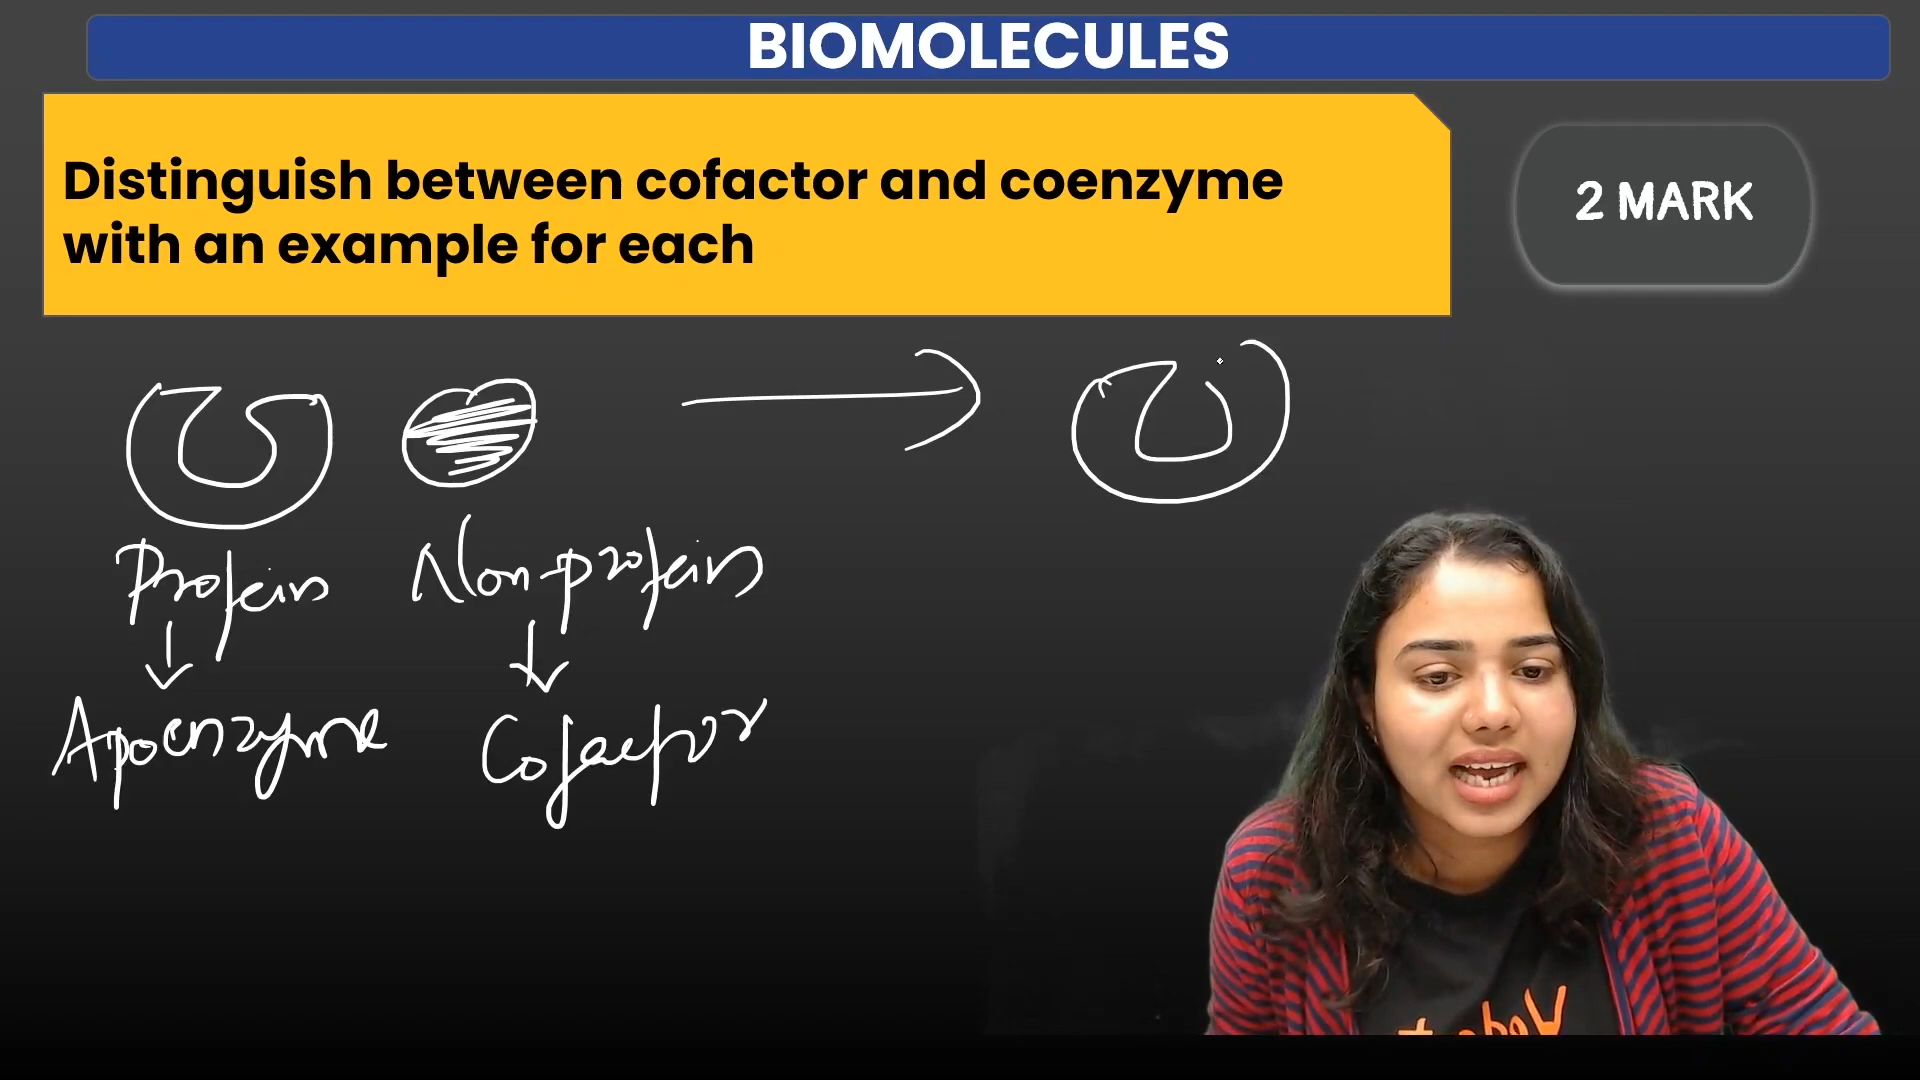 BIOMOLECULES
Distinguish between cofactor and coenzyme
with an example for each
2 MARK
Protein Non-protein
Apoenzyme Cofactor